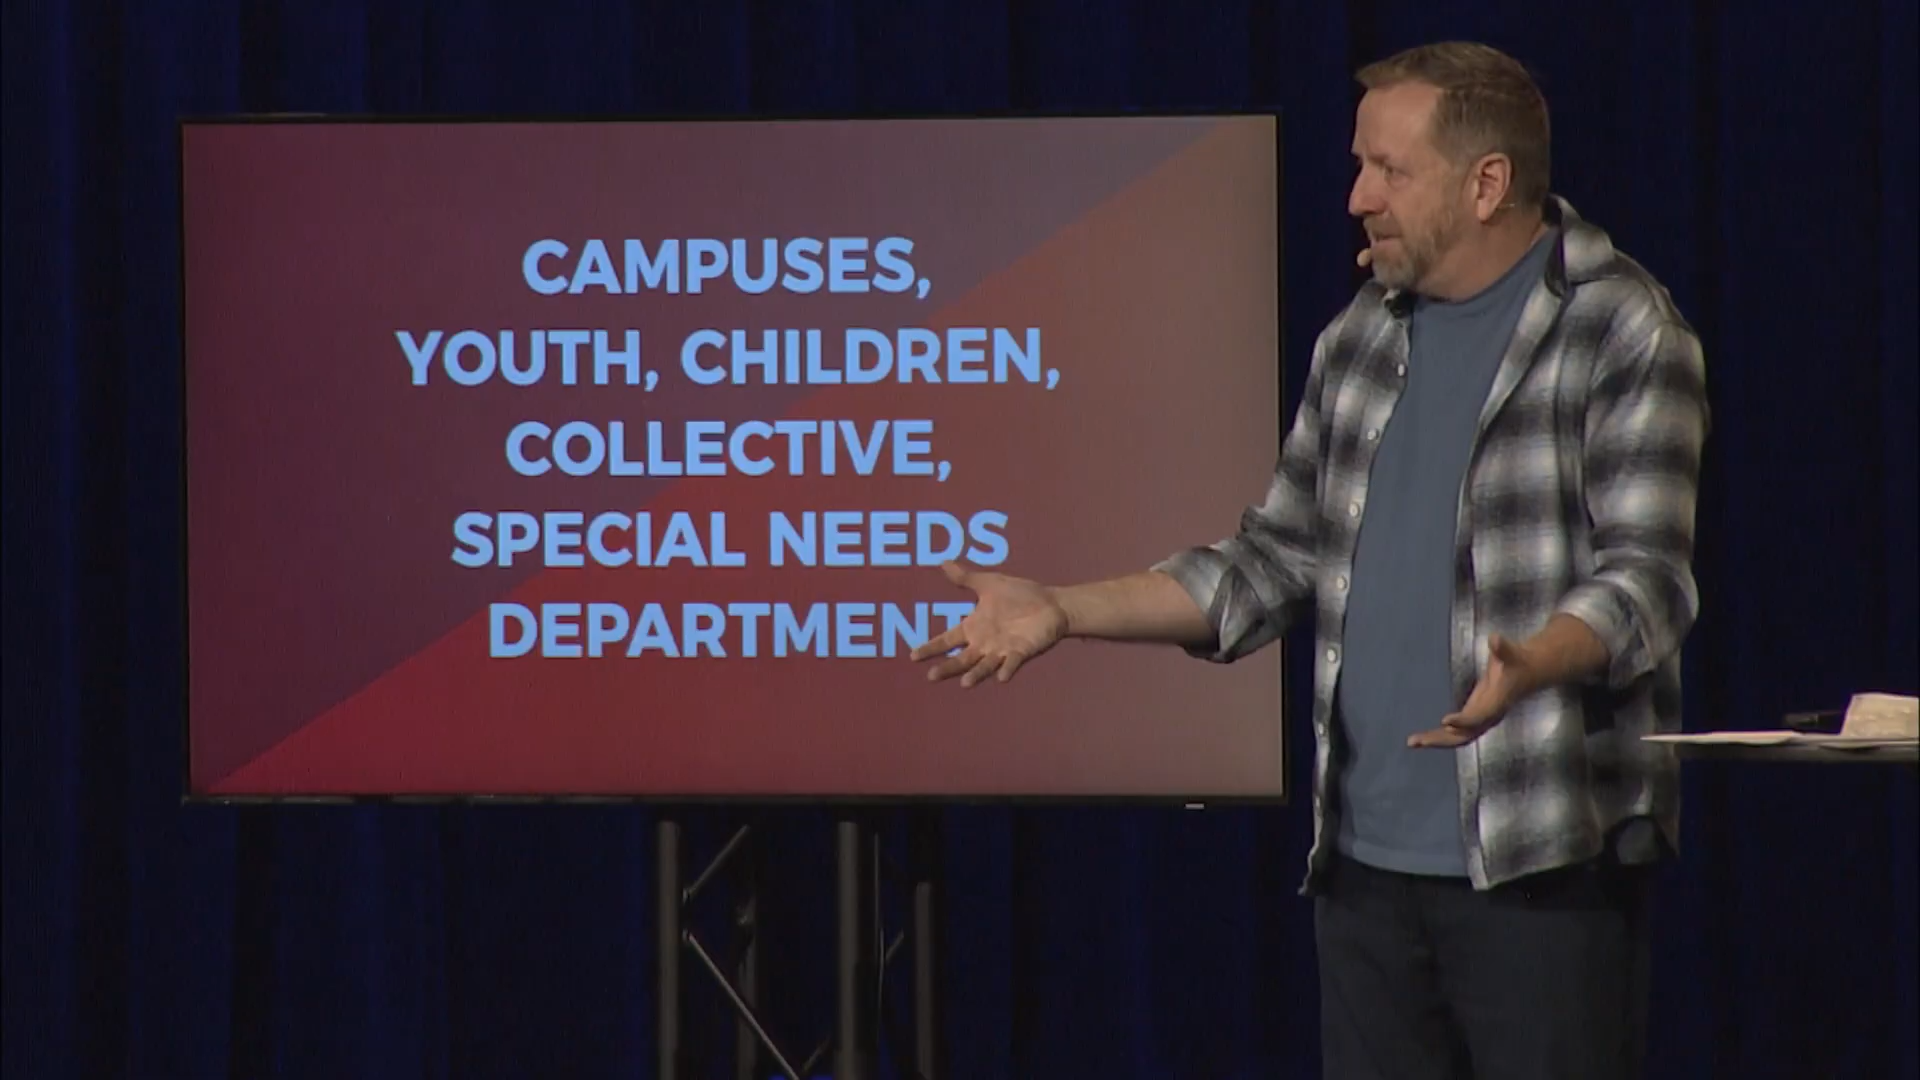 CAMPUSES,
YOUTH, CHILDREN,
COLLECTIVE,
SPECIAL NEEDS
DEPARTMENT